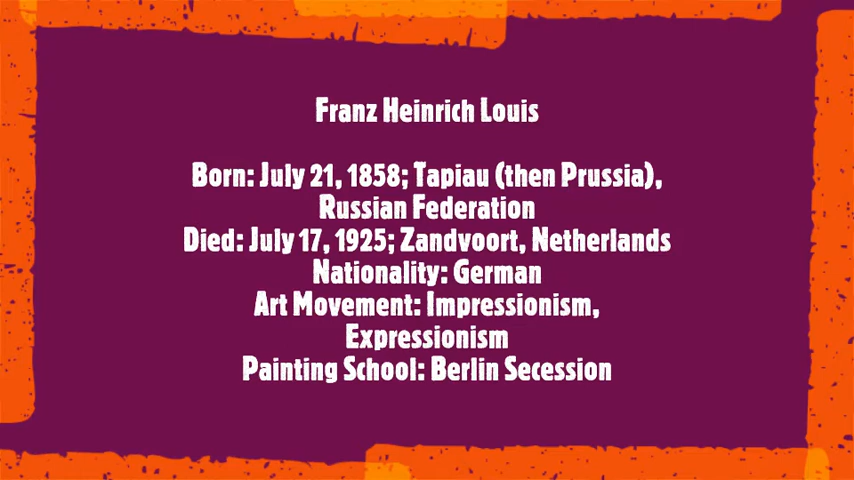 Franz Heinrich Louis
Born: July 21, 1858; Tapiau (then Prussia),
Russian Federation
Died: July 17, 1925; Zandvoort, Netherlands
Nationality: German
Art Movement: Impressionism,
Expressionism
Painting School: Berlin Secession